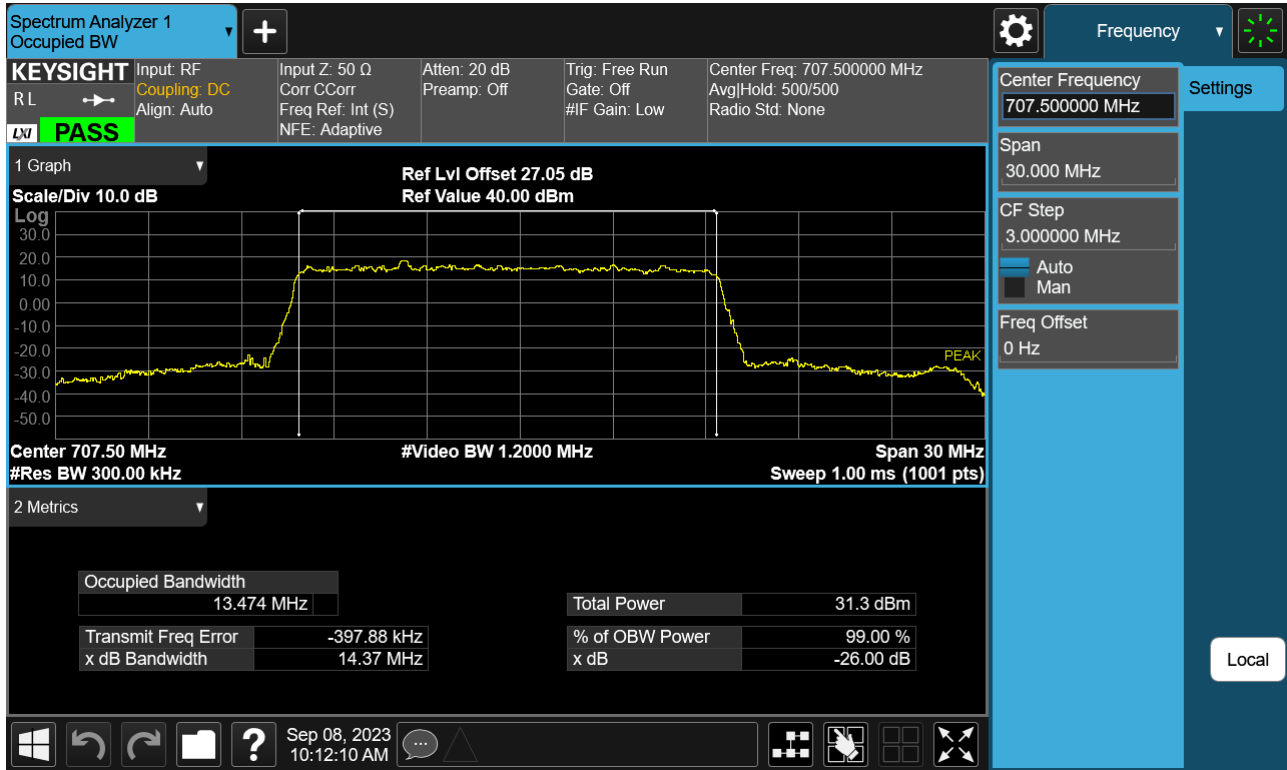 Spectrum Analyzer 1
Occupied BW
Frequency
KEYSIGHT
R L
LXI
PASS
Input: RF
Coupling: DC
Align: Auto
Input Z: 50 Ω
Corr CCorr
Freq Ref: Int (S)
NFE: Adaptive
Atten: 20 dB
Preamp: Off
Trig: Free Run
Gate: Off
#IF Gain: Low
Center Freq: 707.500000 MHz
Avg|Hold: 500/500
Radio Std: None
1 Graph
Scale/Div 10.0 dB
Ref Lvl Offset 27.05 dB
Ref Value 40.00 dBm
Log
30.0
20.0
10.0
0.00
-10.0
-20.0
-30.0
-40.0
-50.0
PEAK
Center 707.50 MHz
#Res BW 300.00 kHz
#Video BW 1.2000 MHz
Span 30 MHz
Sweep 1.00 ms (1001 pts)
2 Metrics
Occupied Bandwidth
13.474 MHz
Transmit Freq Error -397.88 kHz
x dB Bandwidth 14.37 MHz
Total Power 31.3 dBm
% of OBW Power 99.00 %
x dB -26.00 dB
Center Frequency
707.500000 MHz
Span
30.000 MHz
CF Step
3.000000 MHz
Auto
Man
Freq Offset
0 Hz
Settings
Local
?
Sep 08, 2023
10:12:10 AM